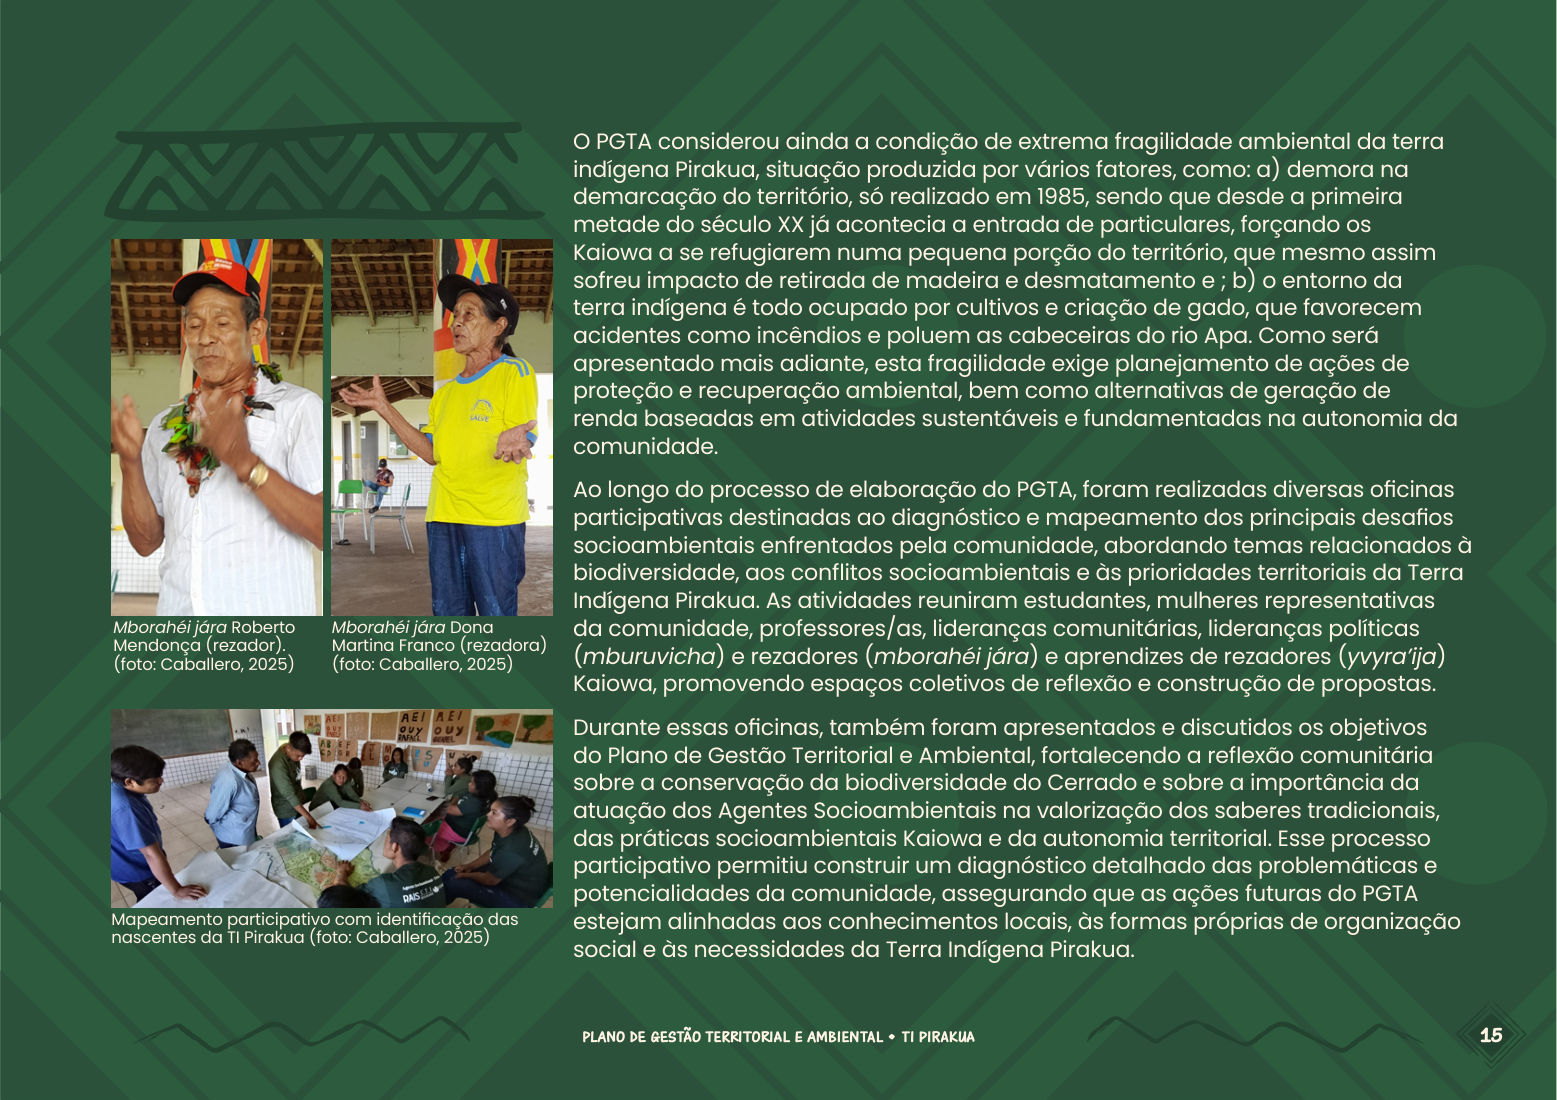 O PGTA considerou ainda a condição de extrema fragilidade ambiental da terra
indígena Pirakua, situação produzida por vários fatores, como: a) demora na
demarcação do território, só realizado em 1985, sendo que desde a primeira
metade do século XX já acontecia a entrada de particulares, forçando os
Kaiowa a se refugiarem numa pequena porção do território, que mesmo assim
sofreu impacto de retirada de madeira e desmatamento e ; b) o entorno da
terra indígena é todo ocupado por cultivos e criação de gado, que favorecem
acidentes como incêndios e poluem as cabeceiras do rio Apa. Como será
apresentado mais adiante, esta fragilidade exige planejamento de ações de
proteção e recuperação ambiental, bem como alternativas de geração de
renda baseadas em atividades sustentáveis e fundamentadas na autonomia da
comunidade.
Ao longo do processo de elaboração do PGTA, foram realizadas diversas oficinas
participativas destinadas ao diagnóstico e mapeamento dos principais desafios
socioambientais enfrentados pela comunidade, abordando temas relacionados à
biodiversidade, aos conflitos socioambientais e às prioridades territoriais da Terra
Indígena Pirakua. As atividades reuniram estudantes, mulheres representativas
da comunidade, professores/as, lideranças comunitárias, lideranças políticas
(mburuvicha) e rezadores (mborahéi jára) e aprendizes de rezadores (yvyra'ija)
Kaiowa, promovendo espaços coletivos de reflexão e construção de propostas.
Durante essas oficinas, também foram apresentados e discutidos os objetivos
do Plano de Gestão Territorial e Ambiental, fortalecendo a reflexão comunitária
sobre a conservação da biodiversidade do Cerrado e sobre a importância da
atuação dos Agentes Socioambientais na valorização dos saberes tradicionais,
das práticas socioambientais Kaiowa e da autonomia territorial. Esse processo
participativo permitiu construir um diagnóstico detalhado das problemáticas e
potencialidades da comunidade, assegurando que as ações futuras do PGTA
estejam alinhadas aos conhecimentos locais, às formas próprias de organização
social e às necessidades da Terra Indígena Pirakua.
SALVE
Mborahéi jára Roberto
Mendonça (rezador).
(foto: Caballero, 2025)
Mborahéi jára Dona
Martina Franco (rezadora)
(foto: Caballero, 2025)
AEI
OUY
RAFAEL
AEI
OUY
RAIS
Mapeamento participativo com identificação das
nascentes da TI Pirakua (foto: Caballero, 2025)
PLANO DE GESTÃO TERRITORIAL E AMBIENTAL • TI PIRAKUA
15